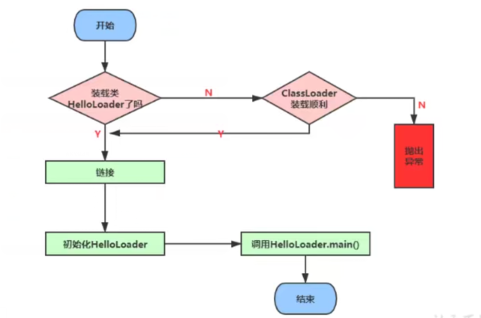 开始
装载类
HelloLoader了吗
N
ClassLoader
装载顺利
N
Y
Y
抛出
异常
链接
初始化HelloLoader
调用HelloLoader.main()
结束